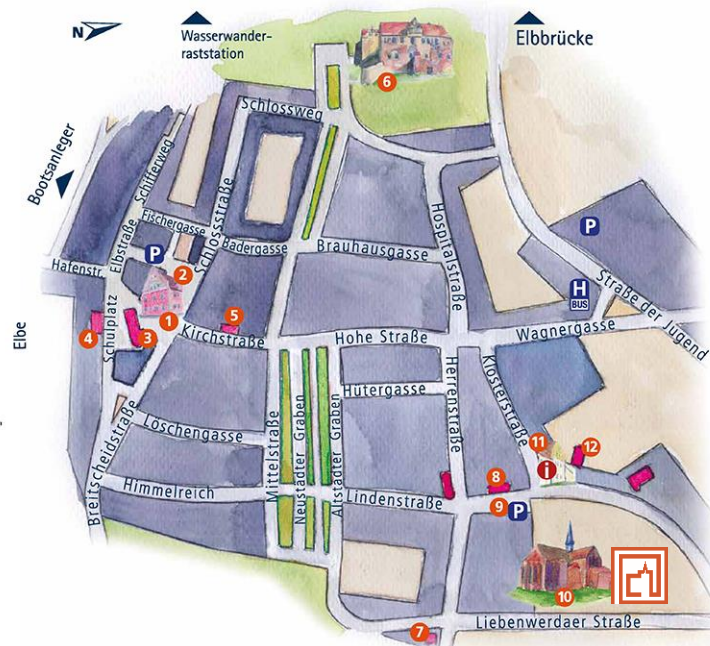 N
Wasserwander-
raststation
Elbbrücke
6
Bootsanleger
Schifferweg
Schlossweg
Fischergasse
Elbstraße
P
Schlossstraße
Badergasse
Brauhausgasse
Hospitalstraße
P
Hafenstr.
2
H
BUS
Straße der Jugend
Elbe
4
Schulplatz
3
1
5
Kirchstraße
Hohe Straße
Wagnergasse
Hütergasse
Herrenstraße
Klosterstraße
Löschengasse
Mittelstraße
Neustädter Graben
Altstädter Graben
11
12
i
Breitscheidstraße
Himmelreich
Lindenstraße
8
9
P
10
7
Liebenwerdaer Straße